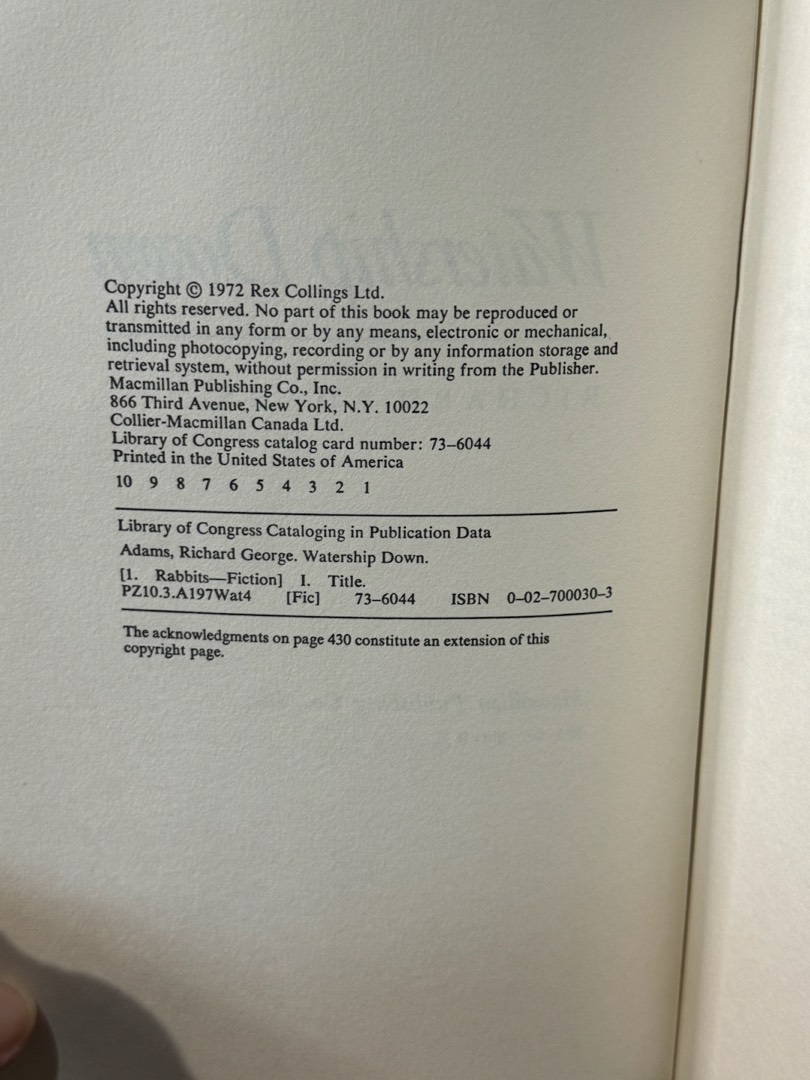 Copyright © 1972 Rex Collings Ltd.
All rights reserved. No part of this book may be reproduced or
transmitted in any form or by any means, electronic or mechanical,
including photocopying, recording or by any information storage and
retrieval system, without permission in writing from the Publisher.
Macmillan Publishing Co., Inc.
866 Third Avenue, New York, N.Y. 10022
Collier-Macmillan Canada Ltd.
Library of Congress catalog card number: 73–6044
Printed in the United States of America
10 9 8 7 6 5 4 3 2 1
Library of Congress Cataloging in Publication Data
Adams, Richard George. Watership Down.
[1. Rabbits—Fiction] I. Title.
PZ10.3.A197Wat4 [Fic] 73–6044 ISBN 0–02–700030–3
The acknowledgments on page 430 constitute an extension of this
copyright page.